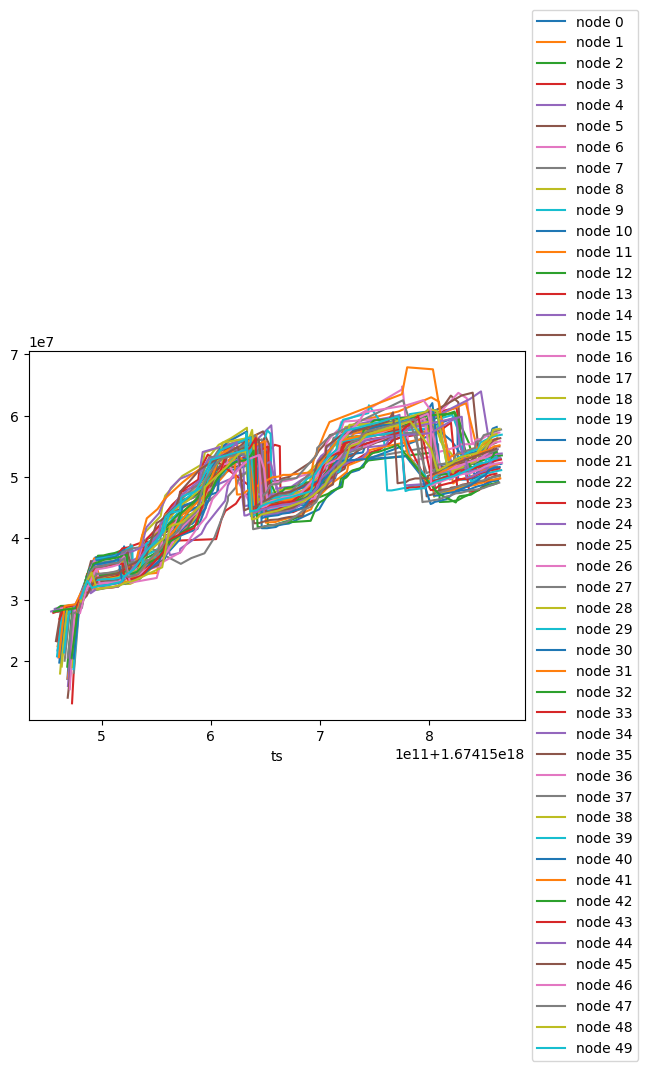 1e7
7
6
5
4
3
2
5
6
7
8
1e11+1.67415e18
ts
node 0
node 1
node 2
node 3
node 4
node 5
node 6
node 7
node 8
node 9
node 10
node 11
node 12
node 13
node 14
node 15
node 16
node 17
node 18
node 19
node 20
node 21
node 22
node 23
node 24
node 25
node 26
node 27
node 28
node 29
node 30
node 31
node 32
node 33
node 34
node 35
node 36
node 37
node 38
node 39
node 40
node 41
node 42
node 43
node 44
node 45
node 46
node 47
node 48
node 49